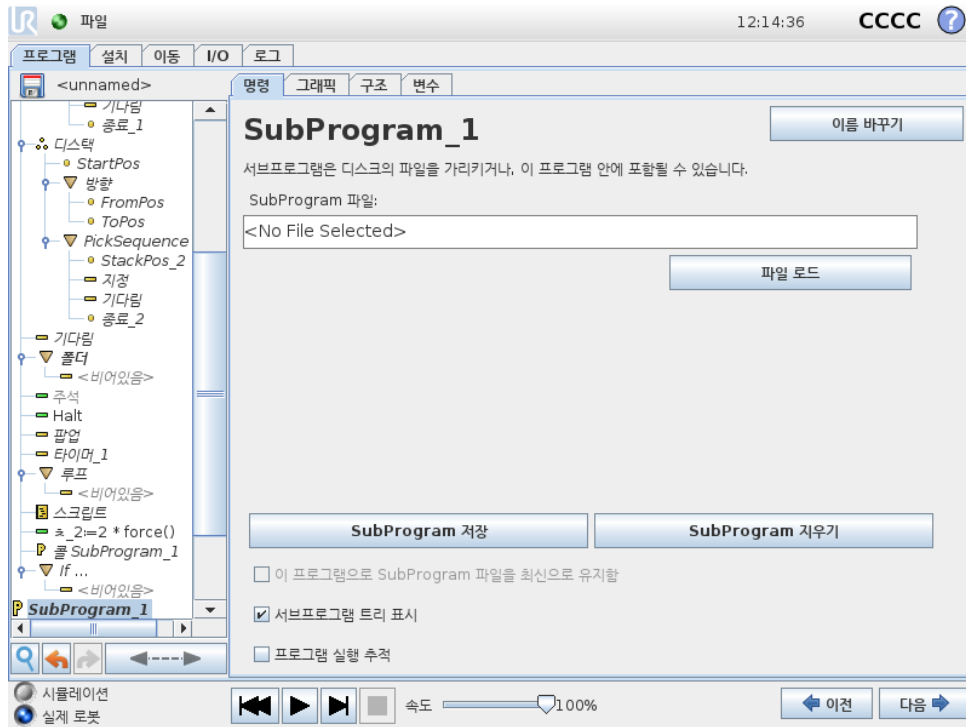 UR 파일 12:14:36 CCCC ?
프로그램 설치 이동 I/O 로그
<unnamed>
명령 그래픽 구조 변수
기다림
종료_1
디스택
StartPos
방향
FromPos
ToPos
PickSequence
StackPos_2
지정
기다림
종료_2
기다림
폴더
<비어있음>
주석
Halt
팝업
타이머_1
루프
<비어있음>
스크립트
_2:=2 * force()
콜 SubProgram_1
If ...
<비어있음>
SubProgram_1
SubProgram_1
이름 바꾸기
서브프로그램은 디스크의 파일을 가리키거나, 이 프로그램 안에 포함될 수 있습니다.
SubProgram 파일:
<No File Selected>
파일 로드
SubProgram 저장 SubProgram 지우기
이 프로그램으로 SubProgram 파일을 최신으로 유지함
서브프로그램 트리 표시
프로그램 실행 추적
시뮬레이션
실제 로봇
속도 100%
이전 다음